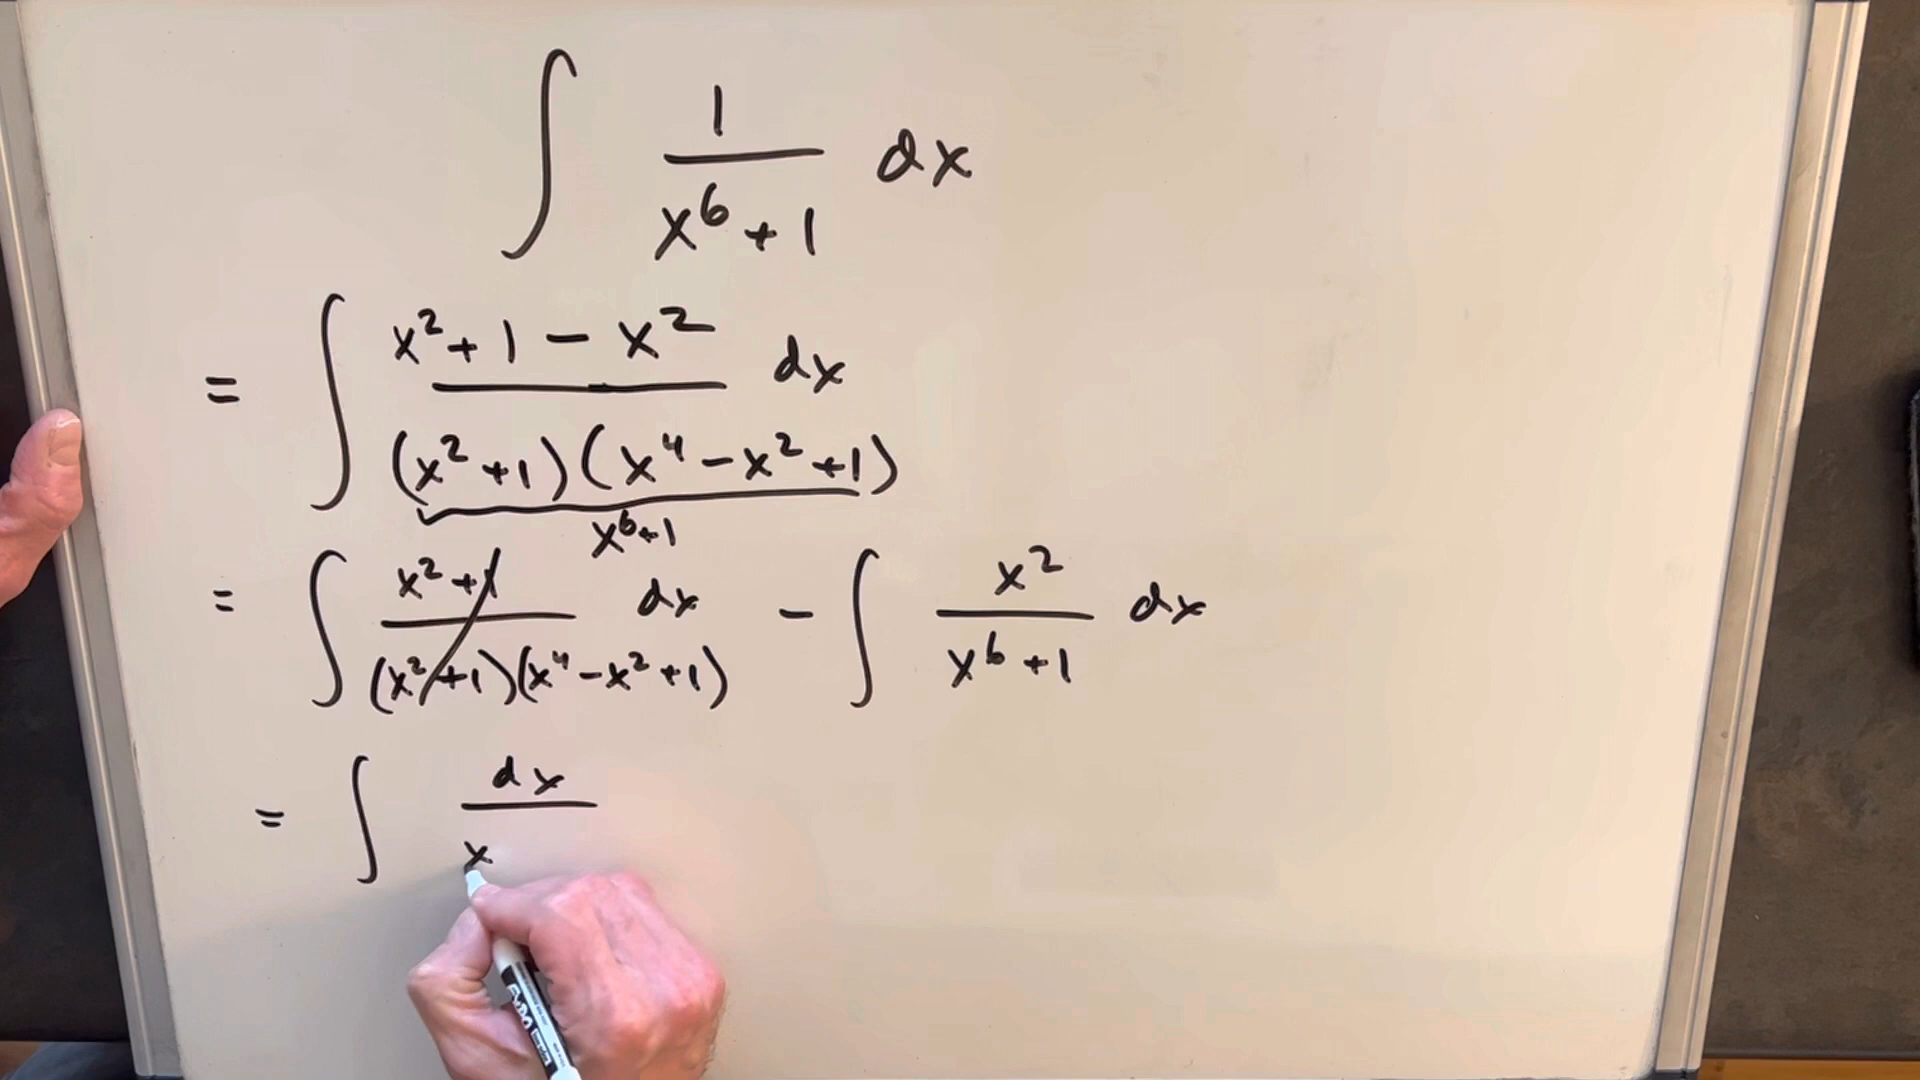 ∫ 1/(x⁶+1) dx
= ∫ (x²+1-x²)/((x²+1)(x⁴-x²+1)) dx
x⁶+1
= ∫ (x²+1)/((x²+1)(x⁴-x²+1)) dx - ∫ x²/(x⁶+1) dx
= ∫ dx/x
EXPO